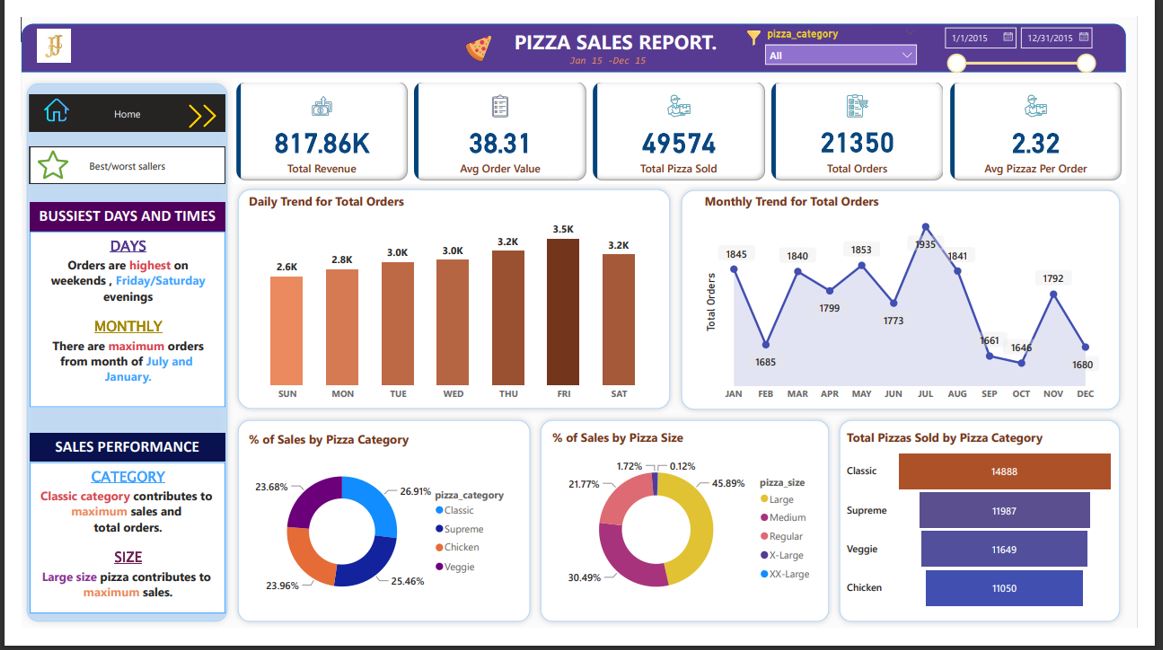 PIZZA SALES REPORT.
Jan 15 -Dec 15
pizza_category
All
1/1/2015
12/31/2015
Home
Best/worst sallers
BUSSIEST DAYS AND TIMES
DAYS
Orders are highest on
weekends , Friday/Saturday
evenings
MONTHLY
There are maximum orders
from month of July and
January.
SALES PERFORMANCE
CATEGORY
Classic category contributes to
maximum sales and
total orders.
SIZE
Large size pizza contributes to
maximum sales.
817.86K
Total Revenue
38.31
Avg Order Value
49574
Total Pizza Sold
21350
Total Orders
2.32
Avg Pizzaz Per Order
Daily Trend for Total Orders
2.6K
2.8K
3.0K
3.0K
3.2K
3.5K
3.2K
SUN MON TUE WED THU FRI SAT
Monthly Trend for Total Orders
Total Orders
1845
1685
1840
1799
1853
1773
1935
1841
1661
1646
1792
1680
JAN FEB MAR APR MAY JUN JUL AUG SEP OCT NOV DEC
% of Sales by Pizza Category
23.68%
26.91%
23.96%
25.46%
pizza_category
Classic
Supreme
Chicken
Veggie
% of Sales by Pizza Size
1.72%
0.12%
21.77%
45.89%
30.49%
pizza_size
Large
Medium
Regular
X-Large
XX-Large
Total Pizzas Sold by Pizza Category
Classic 14888
Supreme 11987
Veggie 11649
Chicken 11050